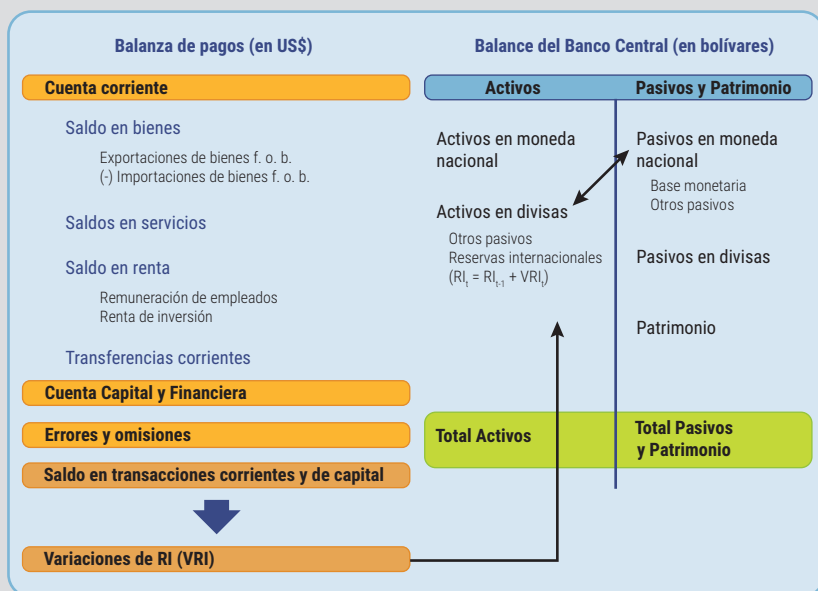 Balanza de pagos (en US$)
Cuenta corriente
Saldo en bienes
Exportaciones de bienes f. o. b.
(-) Importaciones de bienes f. o. b.
Saldos en servicios
Saldo en renta
Remuneración de empleados
Renta de inversión
Transferencias corrientes
Cuenta Capital y Financiera
Errores y omisiones
Saldo en transacciones corrientes y de capital
Variaciones de RI (VRI)
Balance del Banco Central (en bolívares)
Activos
Activos en moneda
nacional
Activos en divisas
Otros pasivos
Reservas internacionales
(RIₜ = RIₜ₋₁ + VRIₜ)
Total Activos
Pasivos y Patrimonio
Pasivos en moneda
nacional
Base monetaria
Otros pasivos
Pasivos en divisas
Patrimonio
Total Pasivos
y Patrimonio